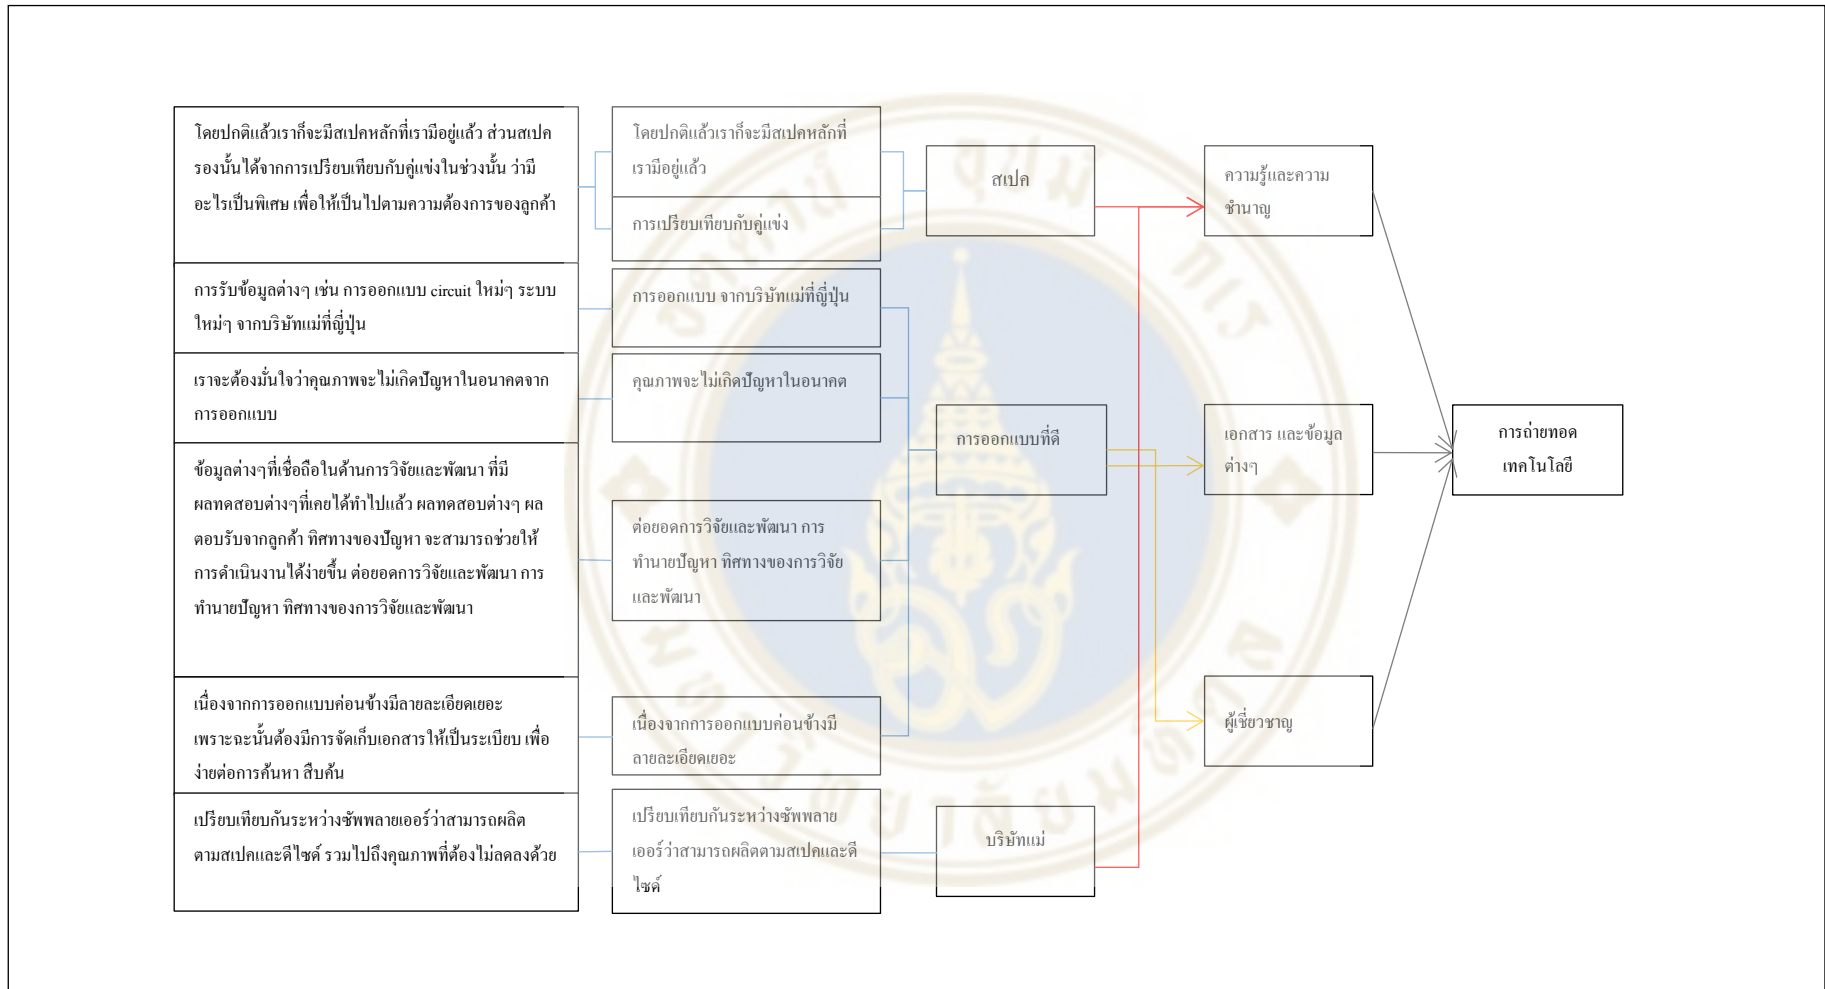 โดยปกติแล้วเราก็จะมีสเปคหลักที่เรามีอยู่แล้ว ส่วนสเปค
รองนั้นได้จากการเปรียบเทียบกับคู่แข่งในช่วงนั้น ว่ามี
อะไรเป็นพิเศษ เพื่อให้เป็นไปตามความต้องการของลูกค้า
การรับข้อมูลต่างๆ เช่น การออกแบบ circuit ใหม่ๆ ระบบ
ใหม่ๆ จากบริษัทแม่ที่ญี่ปุ่น
เราจะต้องมั่นใจว่าคุณภาพจะไม่เกิดปัญหาในอนาคตจาก
การออกแบบ
ข้อมูลต่างๆที่เชื่อถือในด้านการวิจัยและพัฒนา ที่มี
ผลทดสอบต่างๆที่เคยได้ทำไปแล้ว ผลทดสอบต่างๆ ผล
ตอบรับจากลูกค้า ทิศทางของปัญหา จะสามารถช่วยให้
การดำเนินงานได้ง่ายขึ้น ต่อยอดการวิจัยและพัฒนา การ
ทำนายปัญหา ทิศทางของการวิจัยและพัฒนา
เนื่องจากการออกแบบค่อนข้างมีลายละเอียดเยอะ
เพราะฉะนั้นต้องมีการจัดเก็บเอกสารให้เป็นระเบียบ เพื่อ
ง่ายต่อการค้นหา สืบค้น
เปรียบเทียบกันระหว่างซัพพลายเออร์ว่าสามารถผลิต
ตามสเปคและดีไซค์ รวมไปถึงคุณภาพที่ต้องไม่ลดลงด้วย
โดยปกติแล้วเราก็จะมีสเปคหลักที่
เรามีอยู่แล้ว
การเปรียบเทียบกับคู่แข่ง
การออกแบบ จากบริษัทแม่ที่ญี่ปุ่น
คุณภาพจะไม่เกิดปัญหาในอนาคต
ต่อยอดการวิจัยและพัฒนา การ
ทำนายปัญหา ทิศทางของการวิจัย
และพัฒนา
เนื่องจากการออกแบบค่อนข้างมี
ลายละเอียดเยอะ
เปรียบเทียบกันระหว่างซัพพลาย
เออร์ว่าสามารถผลิตตามสเปคและดี
ไซค์
สเปค
การออกแบบที่ดี
บริษัทแม่
ความรู้และความ
ชำนาญ
เอกสาร และข้อมูล
ต่างๆ
ผู้เชี่ยวชาญ
การถ่ายทอด
เทคโนโลยี